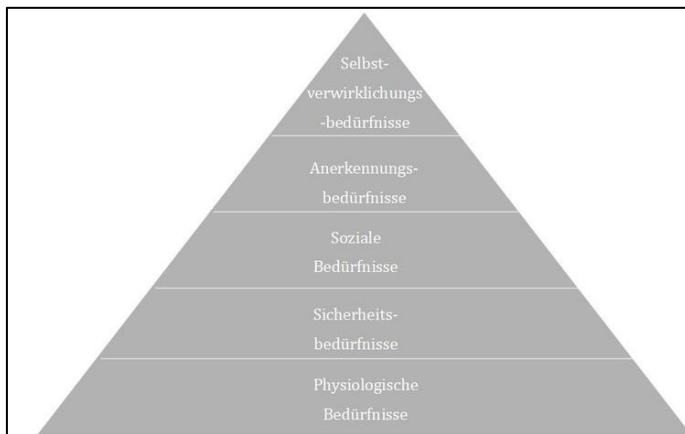 Selbst-
verwirklichungs
-bedürfnisse
Anerkennungs-
bedürfnisse
Soziale
Bedürfnisse
Sicherheits-
bedürfnisse
Physiologische
Bedürfnisse